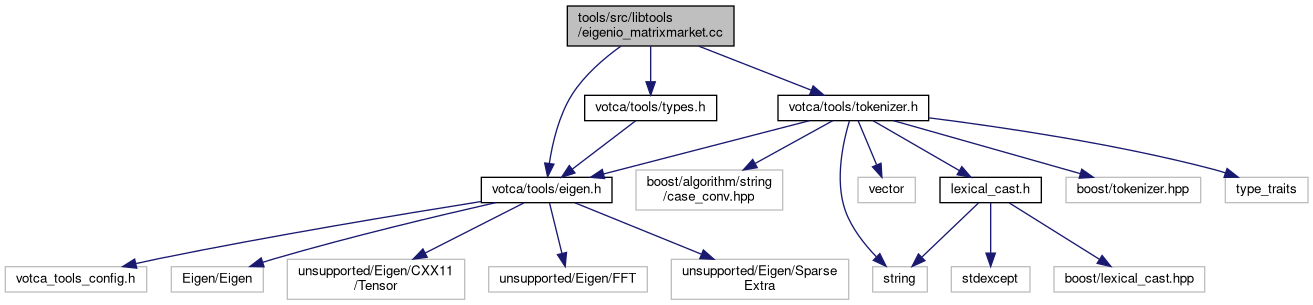 tools/src/libtools
/eigenio_matrixmarket.cc
votca/tools/types.h
votca/tools/tokenizer.h
votca/tools/eigen.h
boost/algorithm/string
/case_conv.hpp
vector
lexical_cast.h
boost/tokenizer.hpp
type_traits
votca_tools_config.h
Eigen/Eigen
unsupported/Eigen/CXX11
/Tensor
unsupported/Eigen/FFT
unsupported/Eigen/Sparse
Extra
string
stdexcept
boost/lexical_cast.hpp